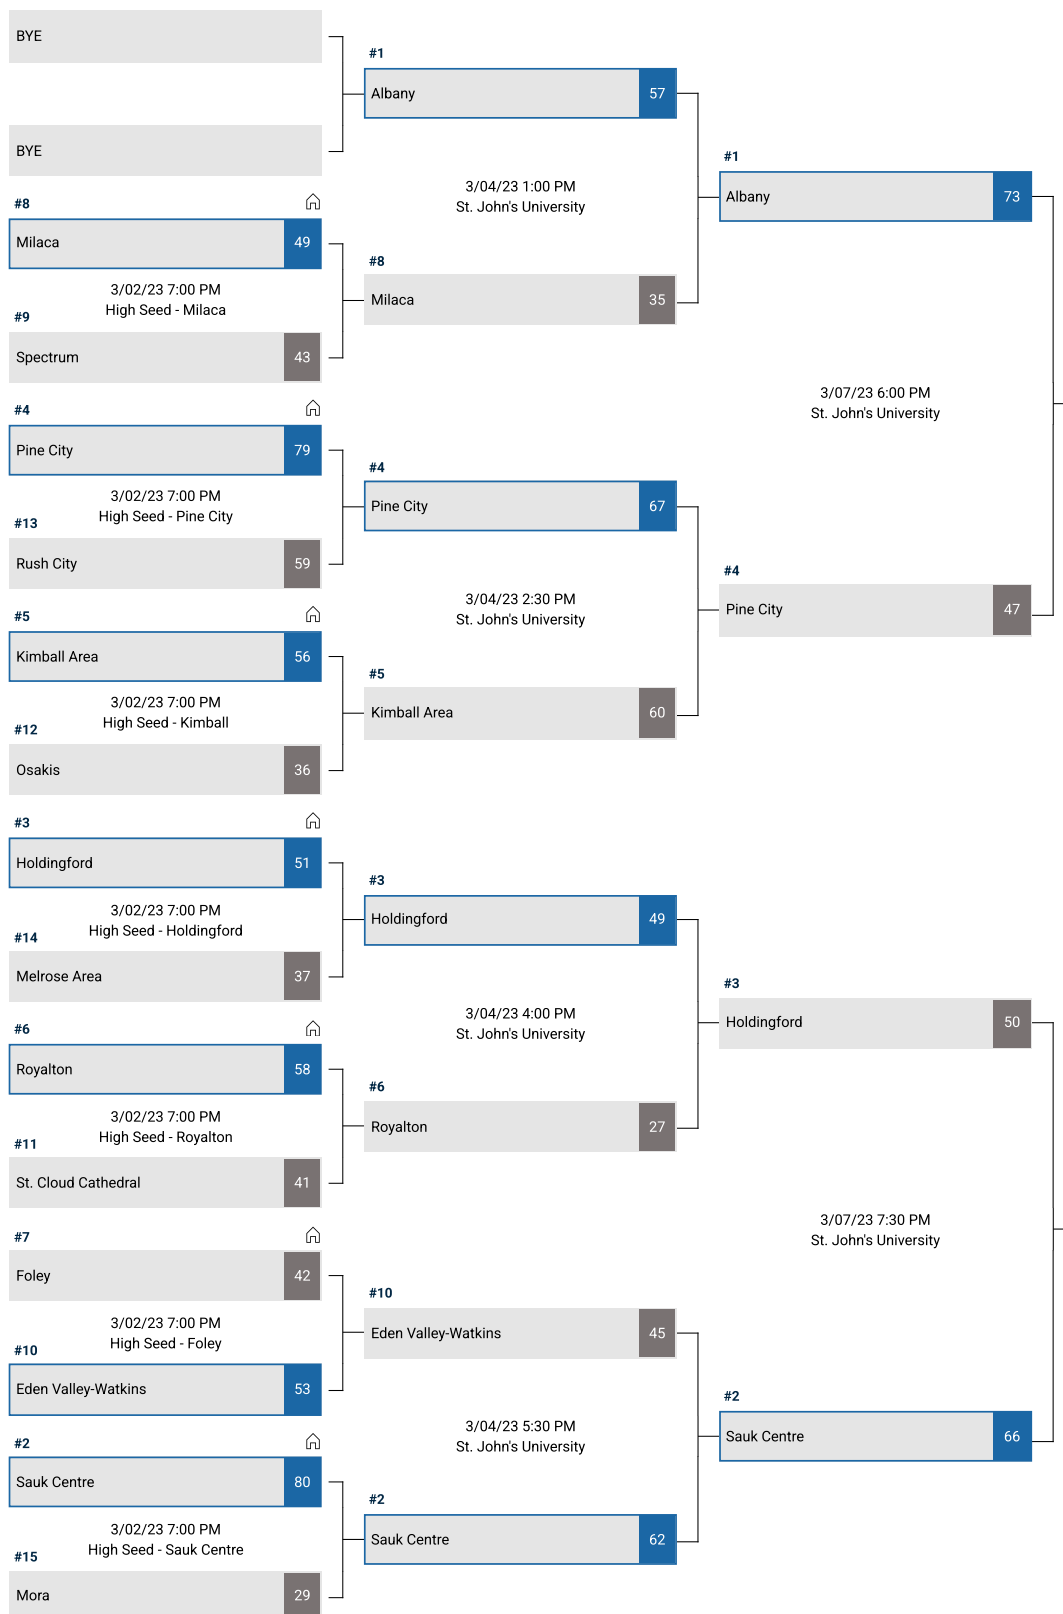 BYE
BYE
#8
Milaca 49
3/02/23 7:00 PM
High Seed - Milaca
#9
Spectrum 43
#4
Pine City 79
3/02/23 7:00 PM
High Seed - Pine City
#13
Rush City 59
#5
Kimball Area 56
3/02/23 7:00 PM
High Seed - Kimball
#12
Osakis 36
#3
Holdingford 51
3/02/23 7:00 PM
High Seed - Holdingford
#14
Melrose Area 37
#6
Royalton 58
3/02/23 7:00 PM
High Seed - Royalton
#11
St. Cloud Cathedral 41
#7
Foley 42
3/02/23 7:00 PM
High Seed - Foley
#10
Eden Valley-Watkins 53
#2
Sauk Centre 80
3/02/23 7:00 PM
High Seed - Sauk Centre
#15
Mora 29
#1
Albany 57
3/04/23 1:00 PM
St. John's University
#8
Milaca 35
#4
Pine City 67
3/04/23 2:30 PM
St. John's University
#5
Kimball Area 60
#3
Holdingford 49
3/04/23 4:00 PM
St. John's University
#6
Royalton 27
#10
Eden Valley-Watkins 45
3/04/23 5:30 PM
St. John's University
#2
Sauk Centre 62
#1
Albany 73
3/07/23 6:00 PM
St. John's University
#4
Pine City 47
#3
Holdingford 50
3/07/23 7:30 PM
St. John's University
#2
Sauk Centre 66